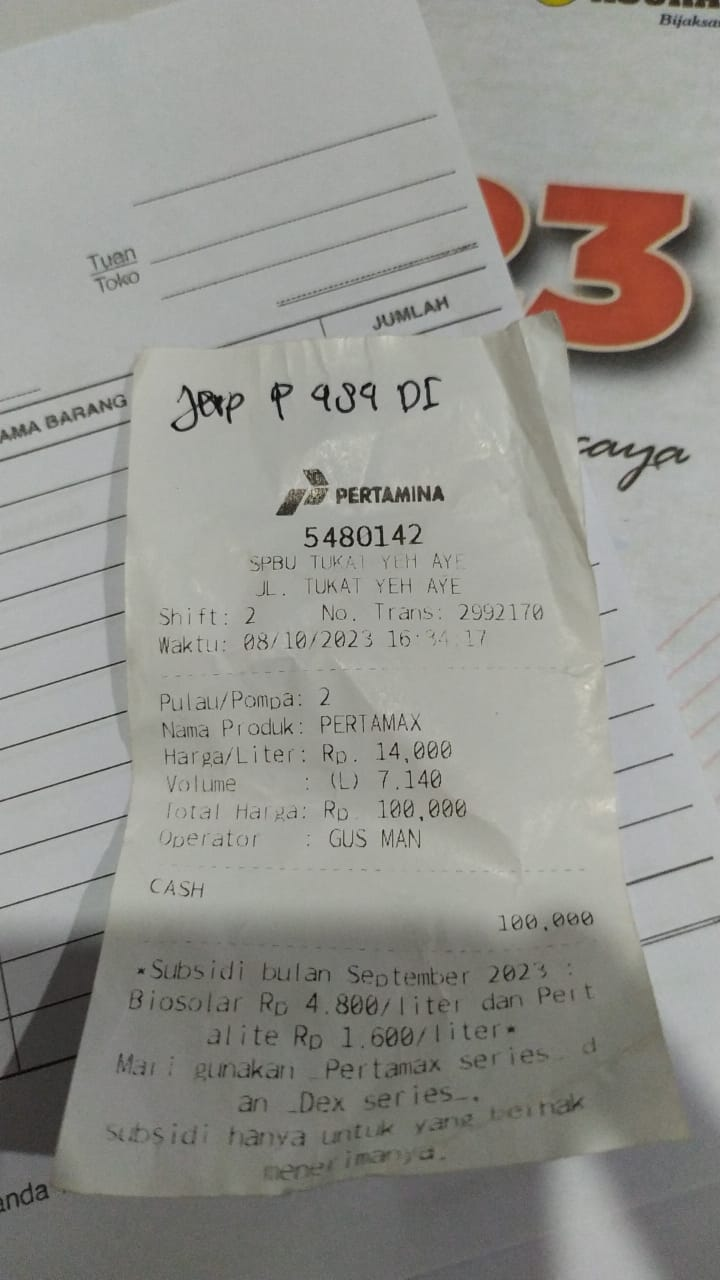 Bijaksa
23
caya
Tuan
Toko
JUMLAH
AMA BARANG
Jeep P 989 DI
PERTAMINA
5480142
SPBU TUKAT YEH AYE
JL. TUKAT YEH AYE
Shift: 2 No. Trans: 2992170
Waktu: 08/10/2023 16:34:17
Pulau/Pompa: 2
Nama Produk: PERTAMAX
Harga/Liter: Rp. 14,000
Volume : (L) 7.140
Total Harga: Rp. 100,000
Operator : GUS MAN
CASH
100,000
*Subsidi bulan September 2023 :
Biosolar Rp 4.800/liter dan Pert
alite Rp 1.600/liter*
Mari gunakan _Pertamax series_ d
an _Dex series_.
Subsidi hanya untuk yang berhak
menerimanya.
anda